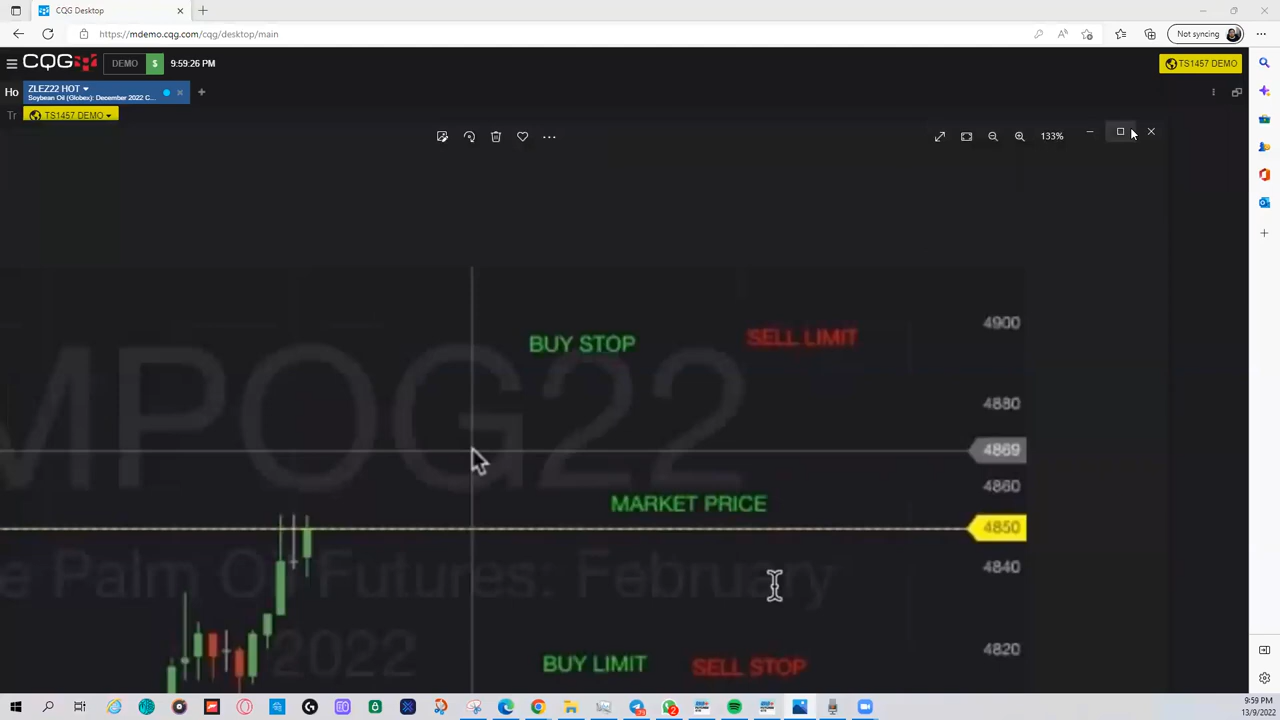 CQG Desktop
https://mdemo.cqg.com/cqg/desktop/main
Not syncing
CQG DEMO $ 9:59:26 PM
TS1457 DEMO
Ho ZLEZ22 HOT
Soybean Oil (Globex): December 2022 C...
Tr TS1457 DEMO
133%
BUY STOP SELL LIMIT 4900
MPOG22 4880
4869
4860
MARKET PRICE
4850
e Palm Oil Futures: February 4840
2022
4820
BUY LIMIT SELL STOP
9:59 PM
13/9/2022